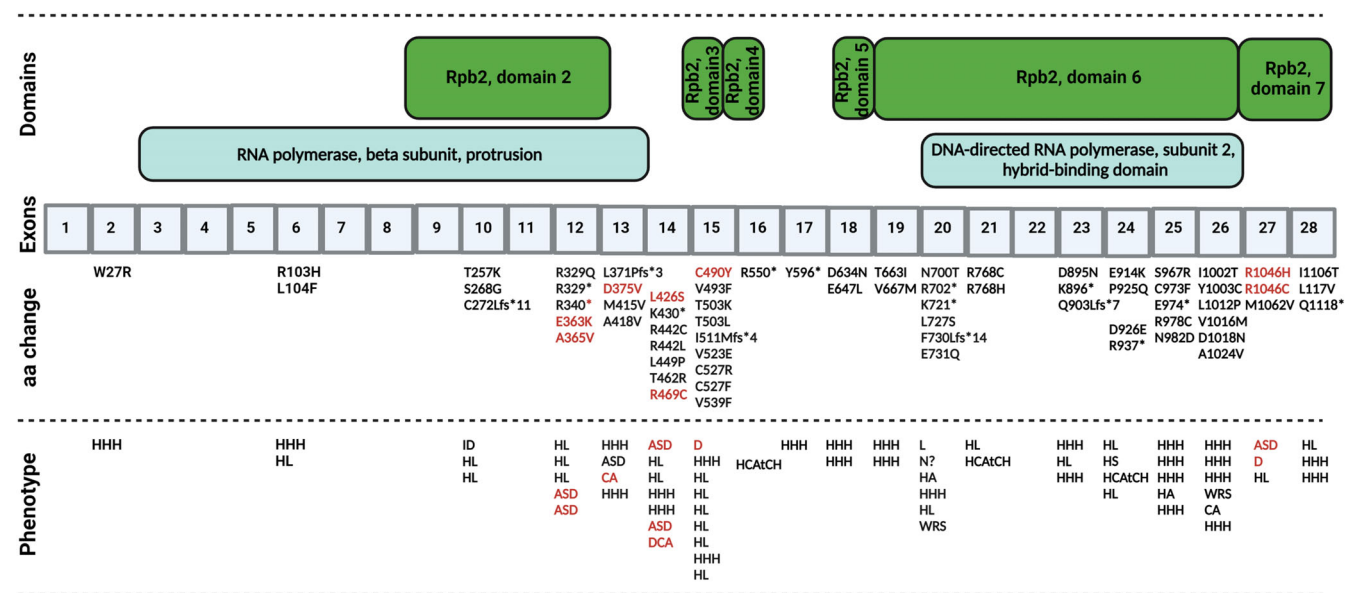 Domains
Rpb2, domain 2
Rpb2,
domain3
Rpb2,
domain4
Rpb2,
domain 5
Rpb2, domain 6
Rpb2,
domain 7
RNA polymerase, beta subunit, protrusion
DNA-directed RNA polymerase, subunit 2,
hybrid-binding domain
Exons
1 2 3 4 5 6 7 8 9 10 11 12 13 14 15 16 17 18 19 20 21 22 23 24 25 26 27 28
aa change
W27R
R103H
L104F
T257K
S268G
C272Lfs*11
R329Q
R329*
R340*
E363K
A365V
L371Pfs*3
D375V
M415V
A418V
L426S
K430*
R442C
R442L
L449P
T462R
R469C
C490Y
V493F
T503K
T503L
I511Mfs*4
V523E
C527R
C527F
V539F
R550*
Y596*
D634N
E647L
T663I
V667M
N700T
R702*
K721*
L727S
F730Lfs*14
E731Q
R768C
R768H
D895N
K896*
Q903Lfs*7
E914K
P925Q
D926E
R937*
S967R
C973F
E974*
R978C
N982D
I1002T
Y1003C
L1012P
V1016M
D1018N
A1024V
R1046H
R1046C
M1062V
I1106T
L117V
Q1118*
Phenotype
HHH
HHH
HL
ID
HL
HL
HL
HL
HL
ASD
ASD
HHH
ASD
CA
HHH
ASD
HL
HL
HHH
HHH
ASD
DCA
D
HHH
HL
HL
HL
HL
HL
HHH
HL
HCAtCH
HHH
HHH
HHH
HHH
HHH
L
N?
HA
HHH
HL
WRS
HL
HCAtCH
HHH
HL
HHH
HL
HS
HCAtCH
HL
HHH
HHH
HHH
HA
HHH
HHH
HHH
HHH
WRS
CA
HHH
ASD
D
HL
HL
HHH
HHH